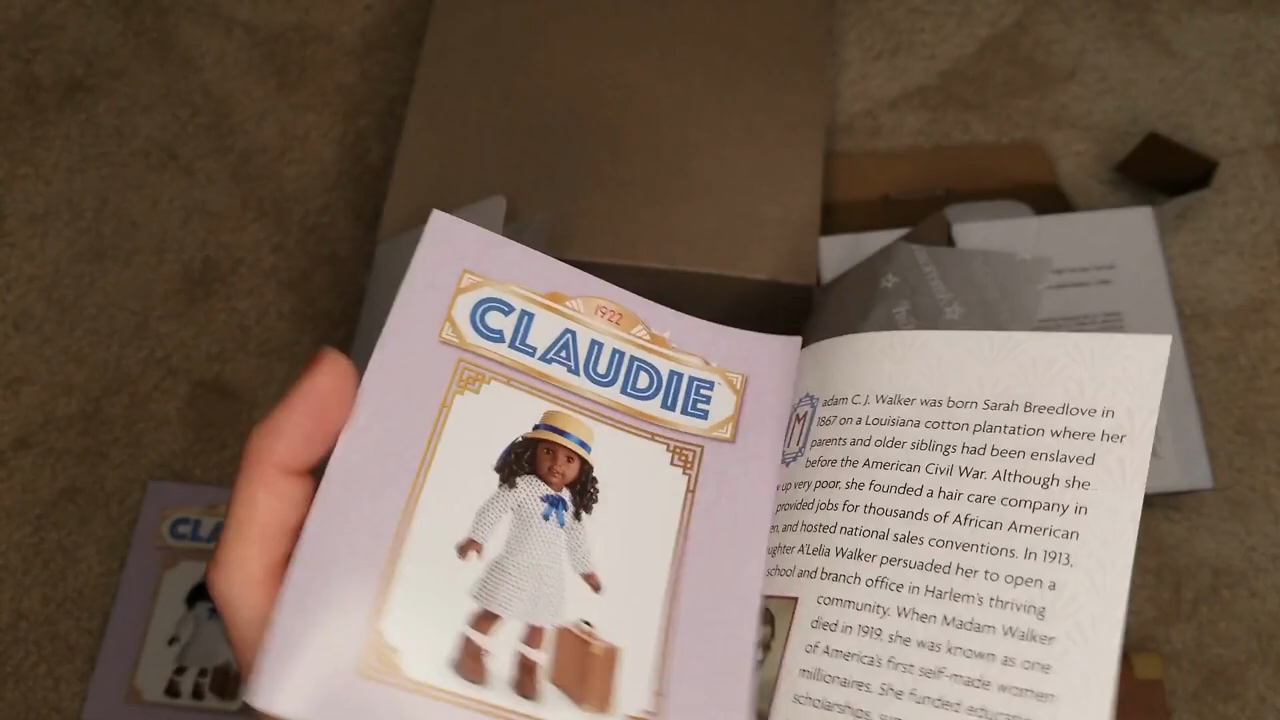 1922
CLAUDIE
Madam C. J. Walker was born Sarah Breedlove in
1867 on a Louisiana cotton plantation where her
parents and older siblings had been enslaved
before the American Civil War. Although she
up very poor, she founded a hair care company in
provided jobs for thousands of African American
and hosted national sales conventions. In 1913,
A'Lelia Walker persuaded her to open a
school and branch office in Harlem's thriving
community. When Madam Walker
died in 1919, she was known as one
of America's first self-made women
millionaires. She funded
scholarships,
CLA